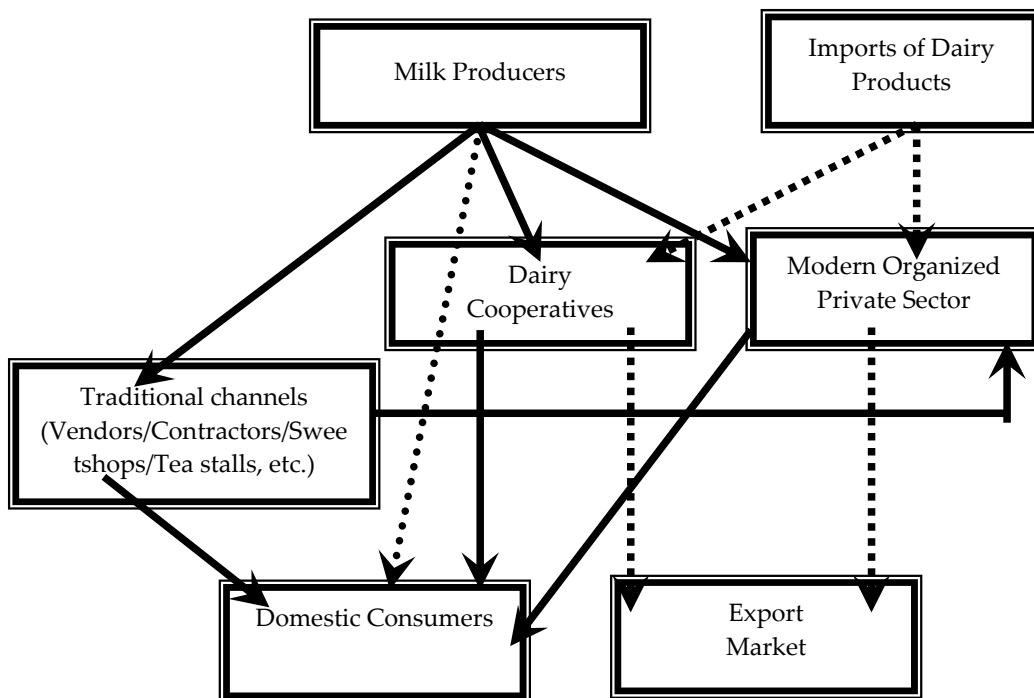 Milk Producers
Imports of Dairy
Products
Dairy
Cooperatives
Modern Organized
Private Sector
Traditional channels
(Vendors/Contractors/Swee
tshops/Tea stalls, etc.)
Domestic Consumers
Export
Market